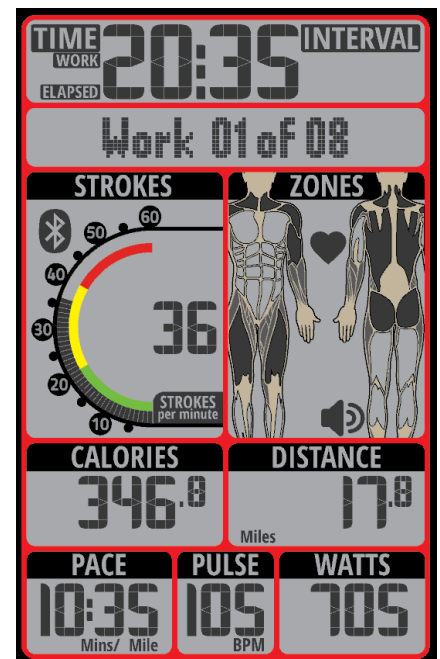 TIME
WORK
ELAPSED
20:35
INTERVAL
Work 01 of 08
STROKES
ZONES
60
50
40
30
20
10
36
STROKES
per minute
CALORIES
DISTANCE
346.8
17.8
Miles
PACE
PULSE
WATTS
10:35
105
705
Mins/ Mile
BPM